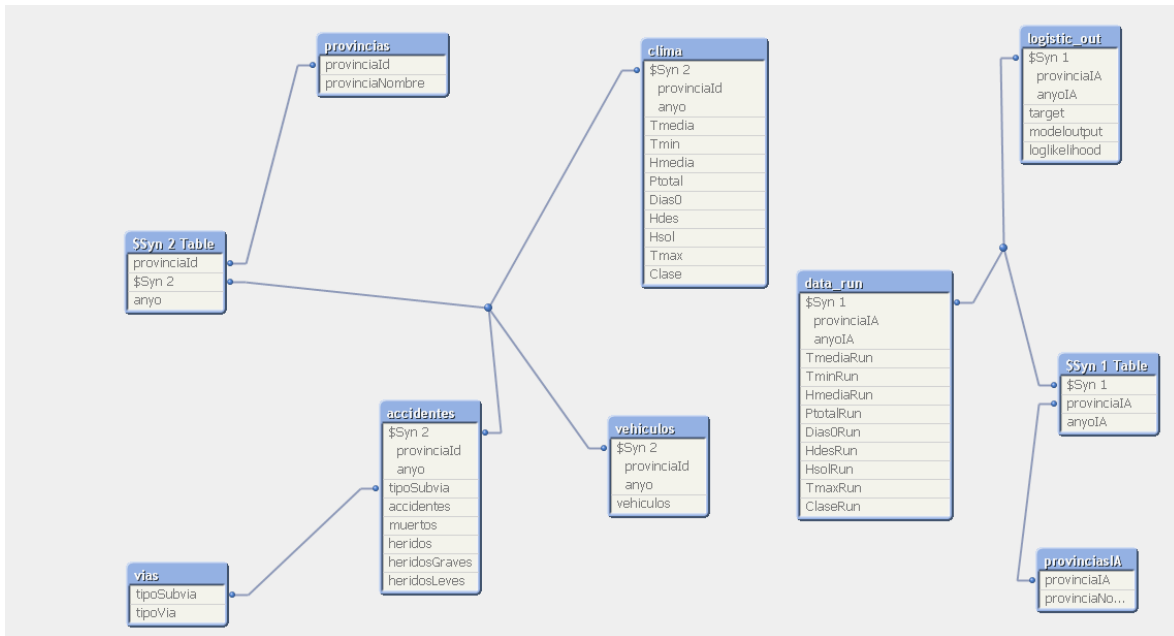 provincias
provinciaId
provinciaNombre
clima
$Syn 2
provinciaId
anyo
Tmedia
Tmin
Hmedia
Ptotal
Dias0
Hdes
Hsol
Tmax
Clase
logistic_out
$Syn 1
provinciaIA
anyoIA
target
modeloutput
loglikelihood
$Syn 2 Table
provinciaId
$Syn 2
anyo
data_run
$Syn 1
provinciaIA
anyoIA
TmediaRun
TminRun
HmediaRun
PtotalRun
Dias0Run
HdesRun
HsolRun
TmaxRun
ClaseRun
$Syn 1 Table
$Syn 1
provinciaIA
anyoIA
accidentes
$Syn 2
provinciaId
anyo
tipoSubvia
accidentes
muertos
heridos
heridosGraves
heridosLeves
vehiculos
$Syn 2
provinciaId
anyo
vehiculos
vias
tipoSubvia
tipoVia
provinciasIA
provinciaIA
provinciaNo...